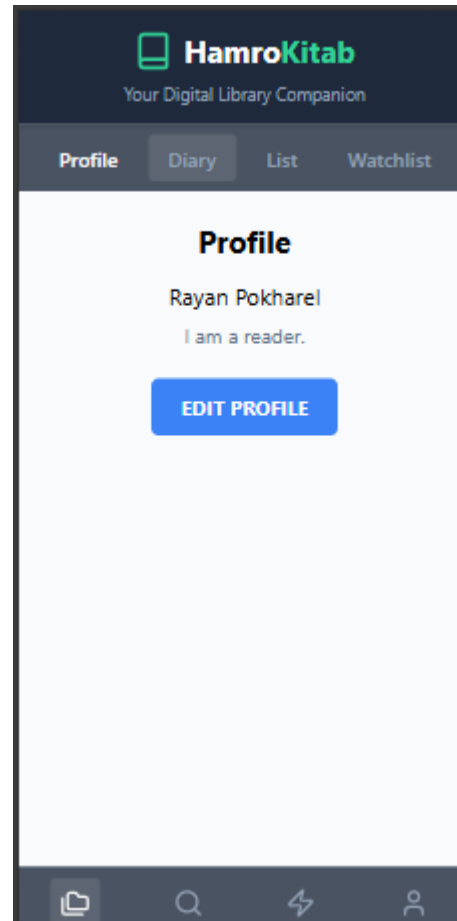 HamroKitab
Your Digital Library Companion
Profile Diary List Watchlist
Profile
Rayan Pokharel
I am a reader.
EDIT PROFILE